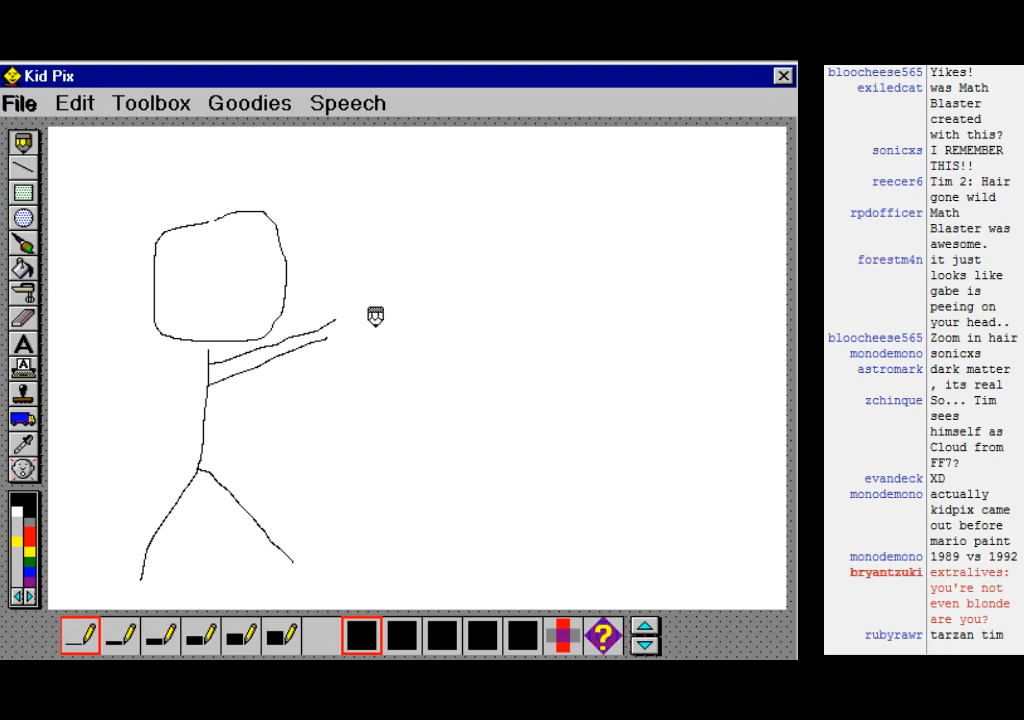 Kid Pix
File Edit Toolbox Goodies Speech
A
A
?
bloocheese565 Yikes!
exiledcat was Math
Blaster
created
with this?
sonicxs I REMEMBER
THIS!!
reecer6 Tim 2: Hair
gone wild
rpdofficer Math
Blaster was
awesome.
forestm4n it just
looks like
gabe is
peeing on
your head..
bloocheese565 Zoom in hair
monodemono sonicxs
astromark dark matter
, its real
zchinque So... Tim
sees
himself as
Cloud from
FF7?
evandeck XD
monodemono actually
kidpix came
out before
mario paint
monodemono 1989 vs 1992
bryantzuki extralives:
you're not
even blonde
are you?
rubyrawr tarzan tim